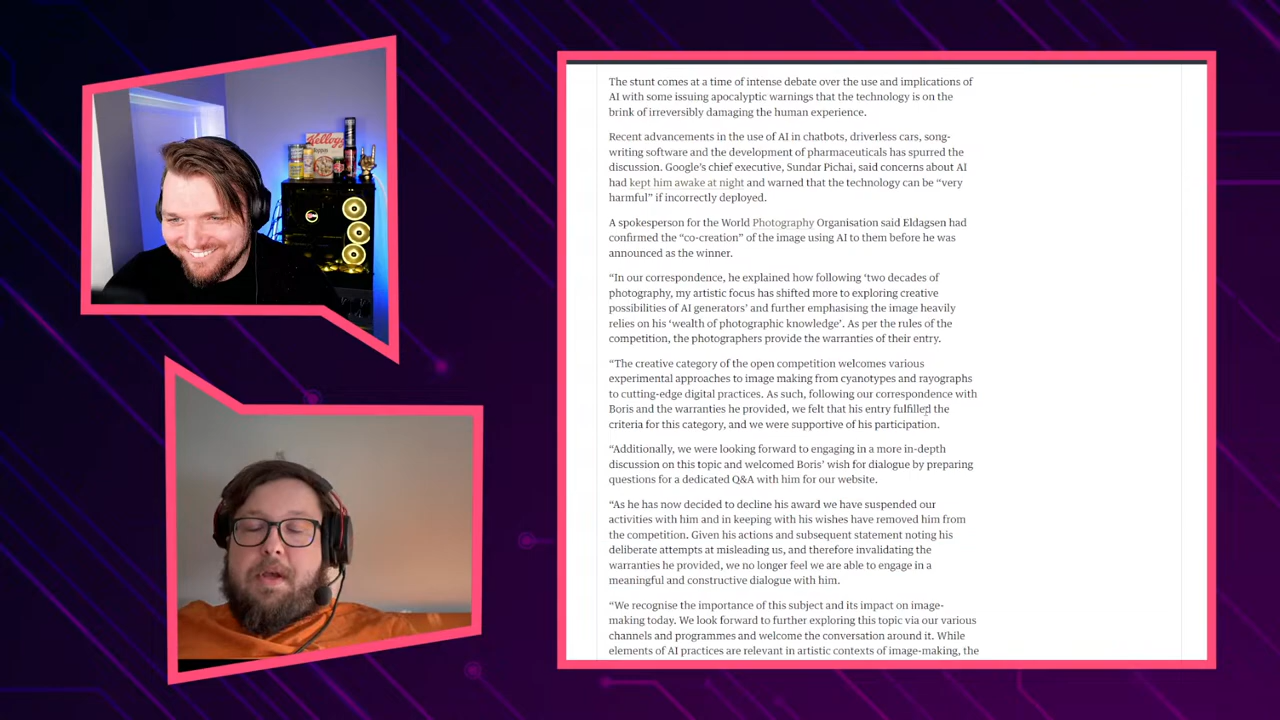 Kellogg's
The stunt comes at a time of intense debate over the use and implications of
AI with some issuing apocalyptic warnings that the technology is on the
brink of irreversibly damaging the human experience.
Recent advancements in the use of AI in chatbots, driverless cars, song-
writing software and the development of pharmaceuticals has spurred the
discussion. Google’s chief executive, Sundar Pichai, said concerns about AI
had kept him awake at night and warned that the technology can be “very
harmful” if incorrectly deployed.
A spokesperson for the World Photography Organisation said Eldagsen had
confirmed the “co-creation” of the image using AI to them before he was
announced as the winner.
“In our correspondence, he explained how following ‘two decades of
photography, my artistic focus has shifted more to exploring creative
possibilities of AI generators’ and further emphasising the image heavily
relies on his ‘wealth of photographic knowledge’. As per the rules of the
competition, the photographers provide the warranties of their entry.
“The creative category of the open competition welcomes various
experimental approaches to image making from cyanotypes and rayographs
to cutting-edge digital practices. As such, following our correspondence with
Boris and the warranties he provided, we felt that his entry fulfilled the
criteria for this category, and we were supportive of his participation.
“Additionally, we were looking forward to engaging in a more in-depth
discussion on this topic and welcomed Boris’ wish for dialogue by preparing
questions for a dedicated Q&A with him for our website.
“As he has now decided to decline his award we have suspended our
activities with him and in keeping with his wishes have removed him from
the competition. Given his actions and subsequent statement noting his
deliberate attempts at misleading us, and therefore invalidating the
warranties he provided, we no longer feel we are able to engage in a
meaningful and constructive dialogue with him.
“We recognise the importance of this subject and its impact on image-
making today. We look forward to further exploring this topic via our various
channels and programmes and welcome the conversation around it. While
elements of AI practices are relevant in artistic contexts of image-making, the